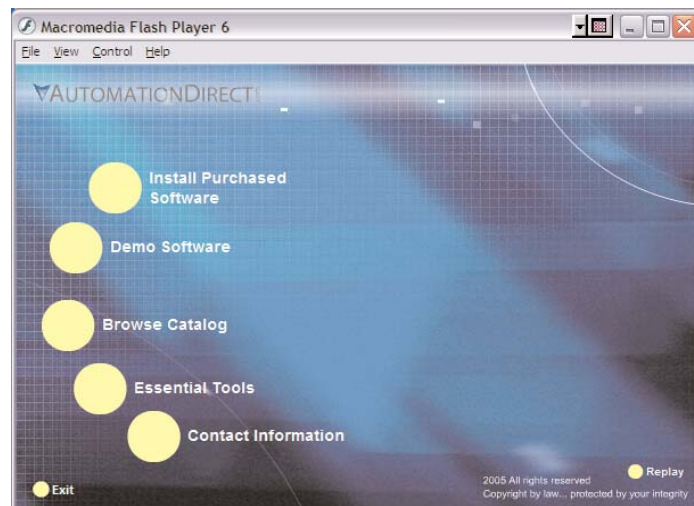 Macromedia Flash Player 6
File View Control Help
AUTOMATIONDIRECT
Install Purchased
Software
Demo Software
Browse Catalog
Essential Tools
Contact Information
Exit
Replay
2005 All rights reserved
Copyright by law... protected by your integrity